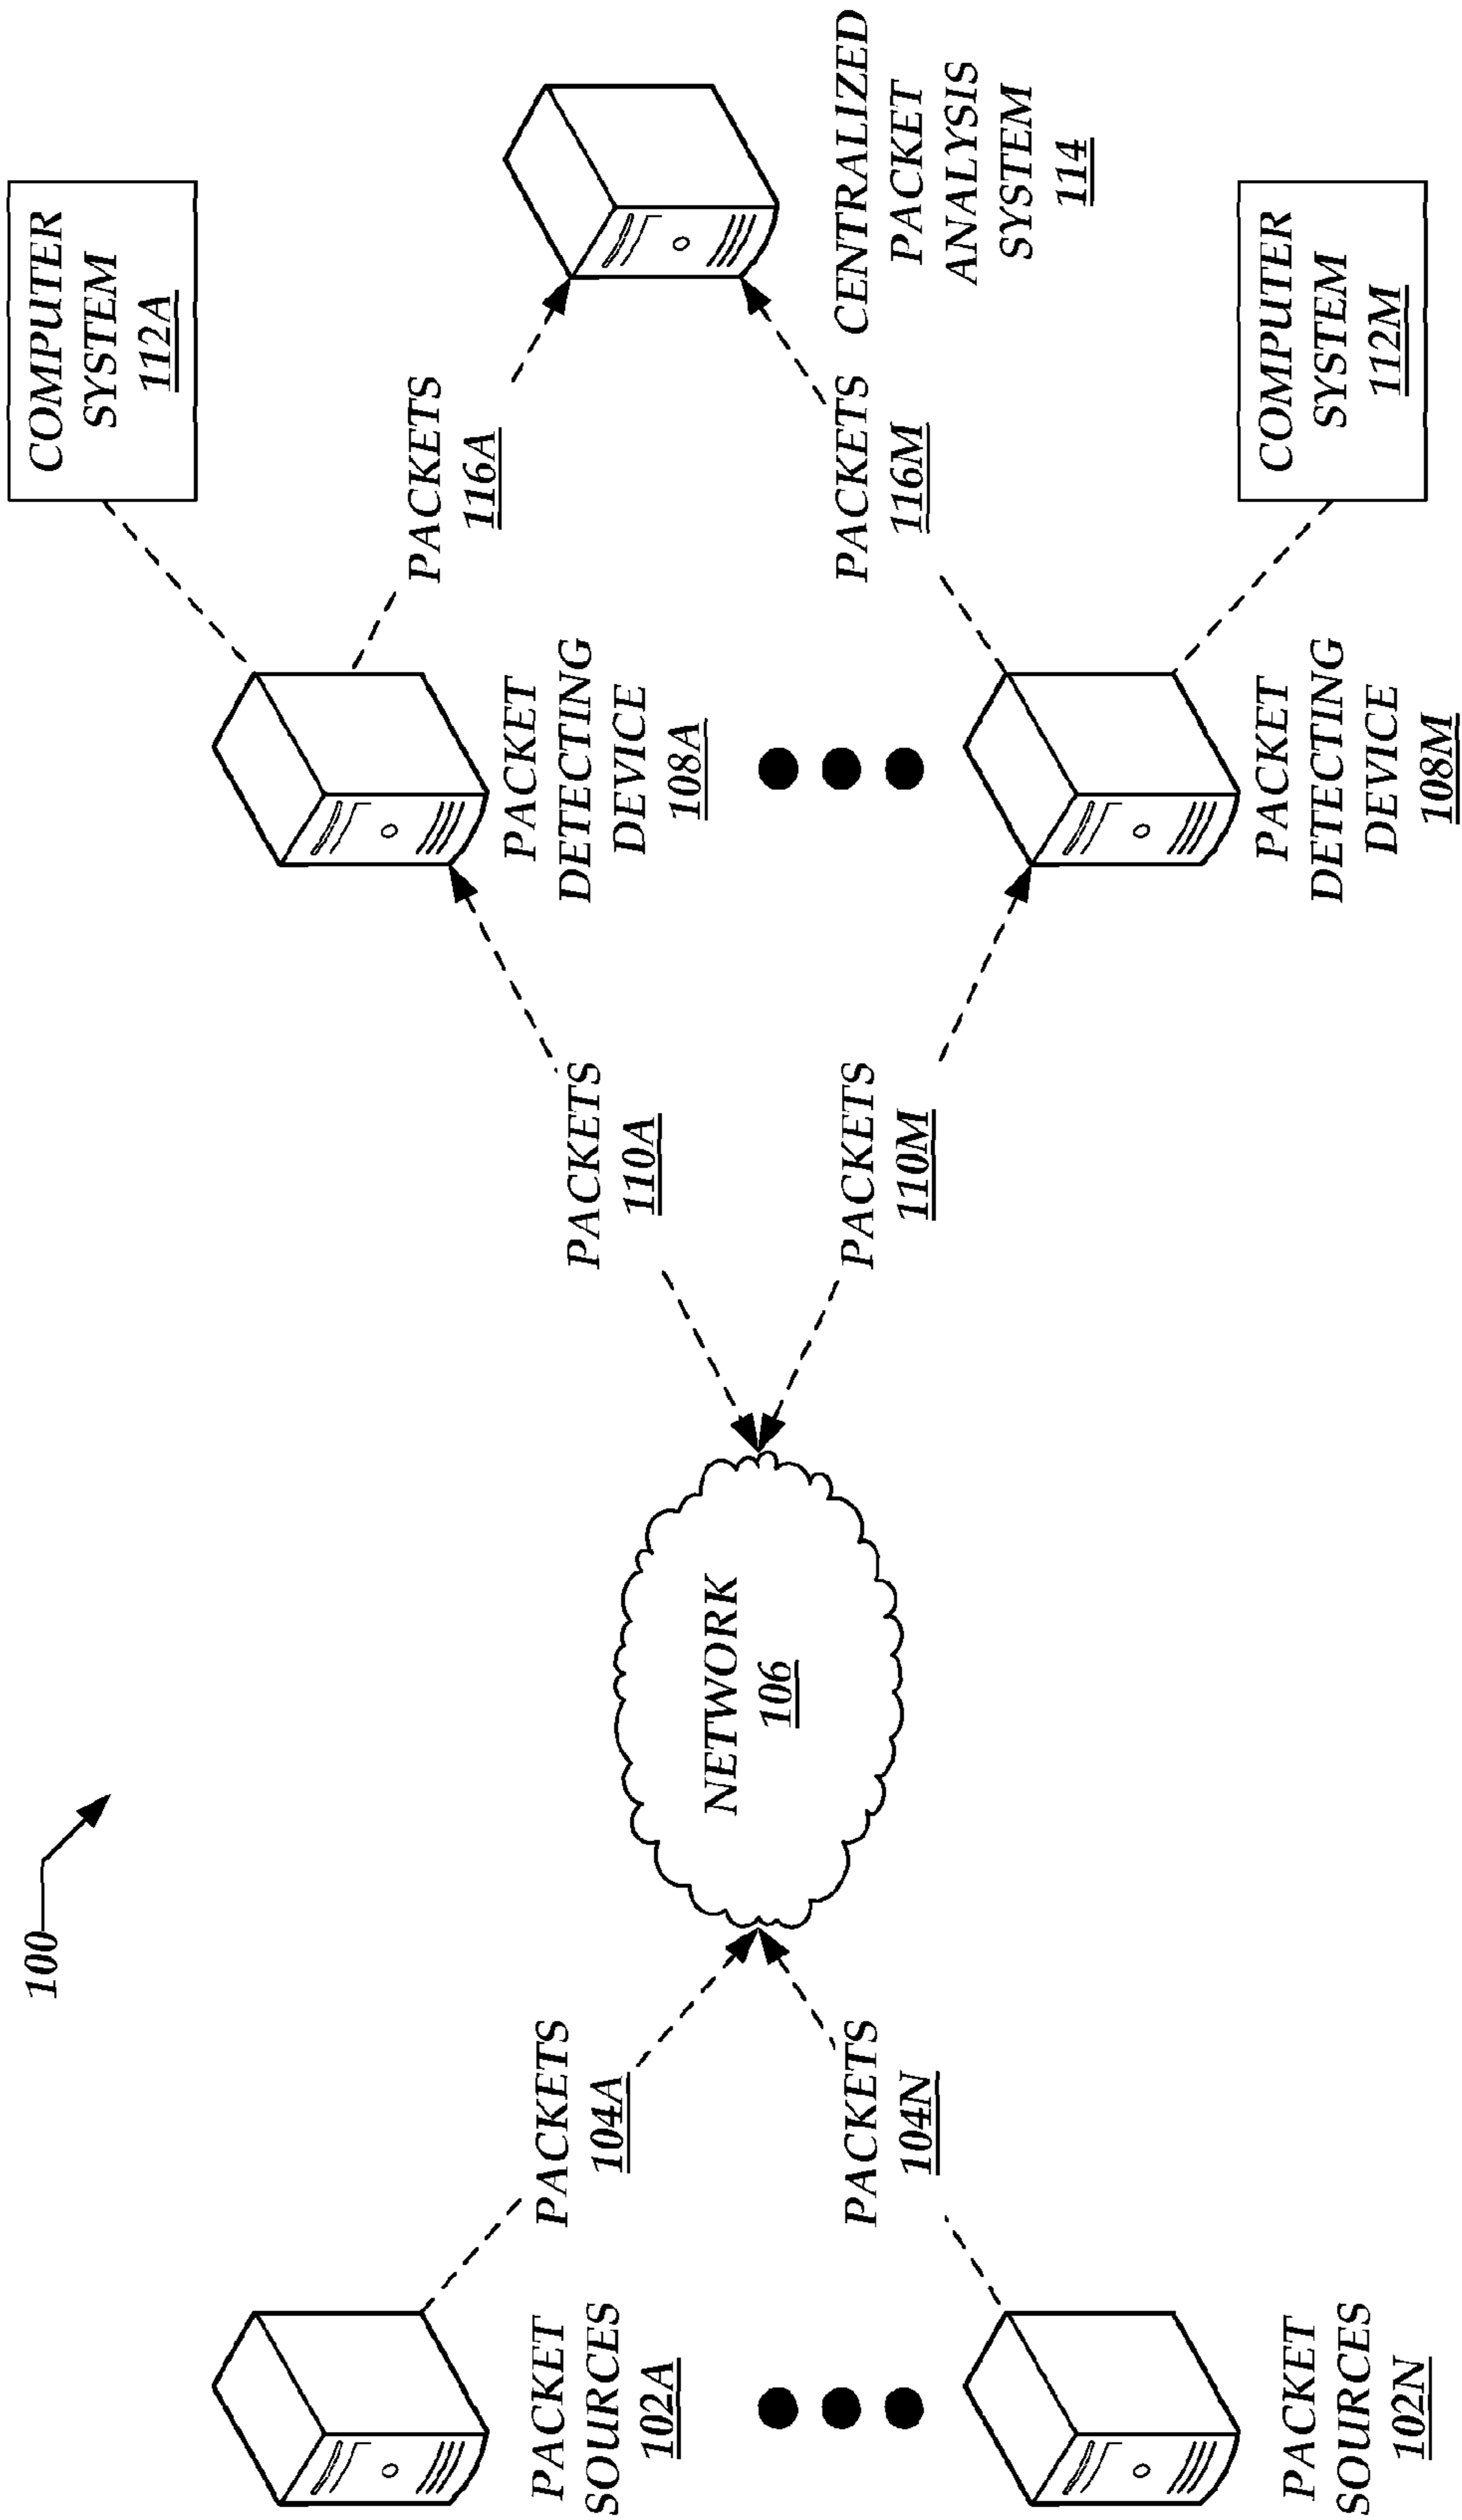 100
PACKET
SOURCES
102A
PACKET
SOURCES
102N
PACKETS
104A
PACKETS
104N
NETWORK
106
PACKETS
110A
PACKETS
110M
PACKET
DETECTING
DEVICE
108A
PACKET
DETECTING
DEVICE
108M
COMPUTER
SYSTEM
112A
PACKETS
116A
PACKETS
116M
CENTRALIZED
PACKET
ANALYSIS
SYSTEM
114
COMPUTER
SYSTEM
112M